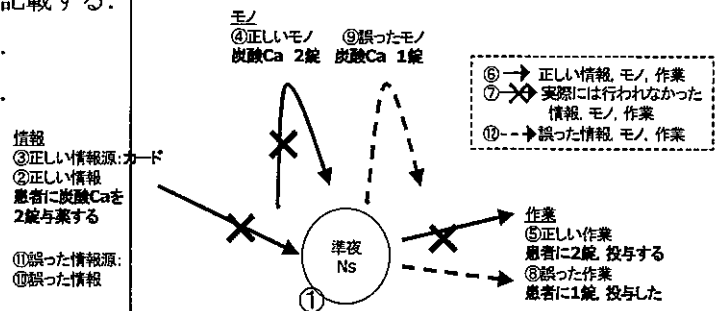 記載する.
モノ
④正しいモノ
炭酸Ca 2錠
⑨誤ったモノ
炭酸Ca 1錠
⑥→ 正しい情報, モノ, 作業
⑦ 実際には行われなかった
情報, モノ, 作業
⑫--→誤った情報, モノ, 作業
情報
③正しい情報源:カード
②正しい情報
患者に炭酸Caを
2錠与薬する
⑪誤った情報源:
⑩誤った情報
準夜
Ns
①
作業
⑤正しい作業
患者に2錠, 投与する
⑧誤った作業
患者に1錠, 投与した